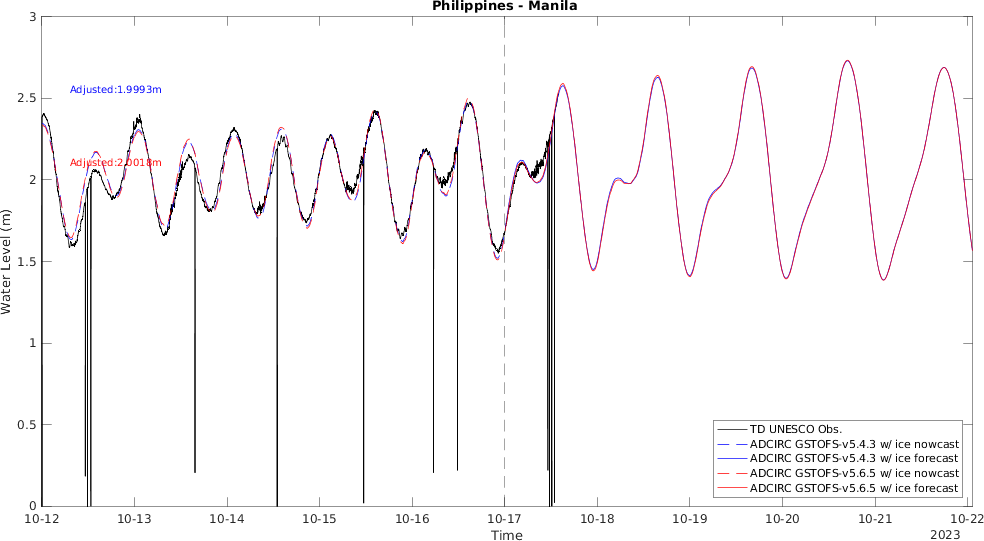 Philippines - Manila
3
2.5
2
1.5
1
0.5
0
Water Level (m)
Adjusted:1.9993m
Adjusted:2.0018m
TD UNESCO Obs.
ADCIRC GSTOFS-v5.4.3 w/ ice nowcast
ADCIRC GSTOFS-v5.4.3 w/ ice forecast
ADCIRC GSTOFS-v5.6.5 w/ ice nowcast
ADCIRC GSTOFS-v5.6.5 w/ ice forecast
10-12 10-13 10-14 10-15 10-16 10-17 10-18 10-19 10-20 10-21 10-22
Time
2023